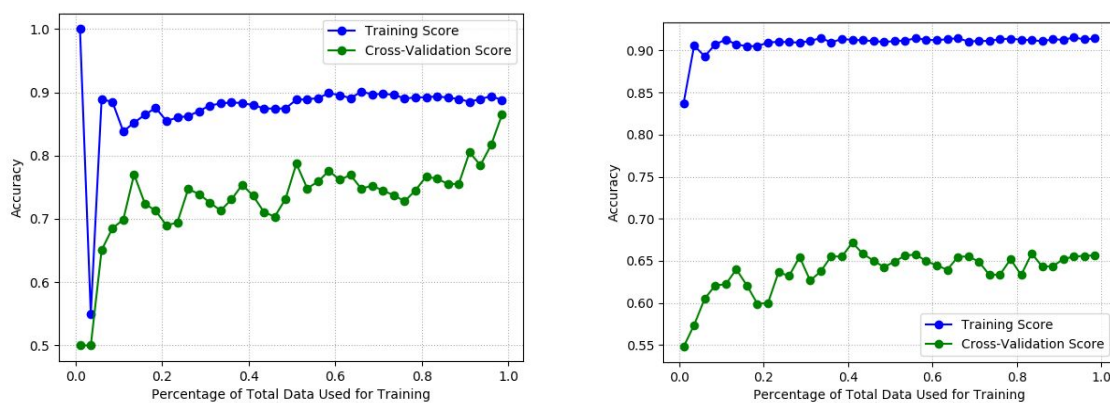 1.0
0.9
0.8
0.7
0.6
0.5
Accuracy
Training Score
Cross-Validation Score
0.0 0.2 0.4 0.6 0.8 1.0
Percentage of Total Data Used for Training
0.90
0.85
0.80
0.75
0.70
0.65
0.60
0.55
Accuracy
Training Score
Cross-Validation Score
0.0 0.2 0.4 0.6 0.8 1.0
Percentage of Total Data Used for Training